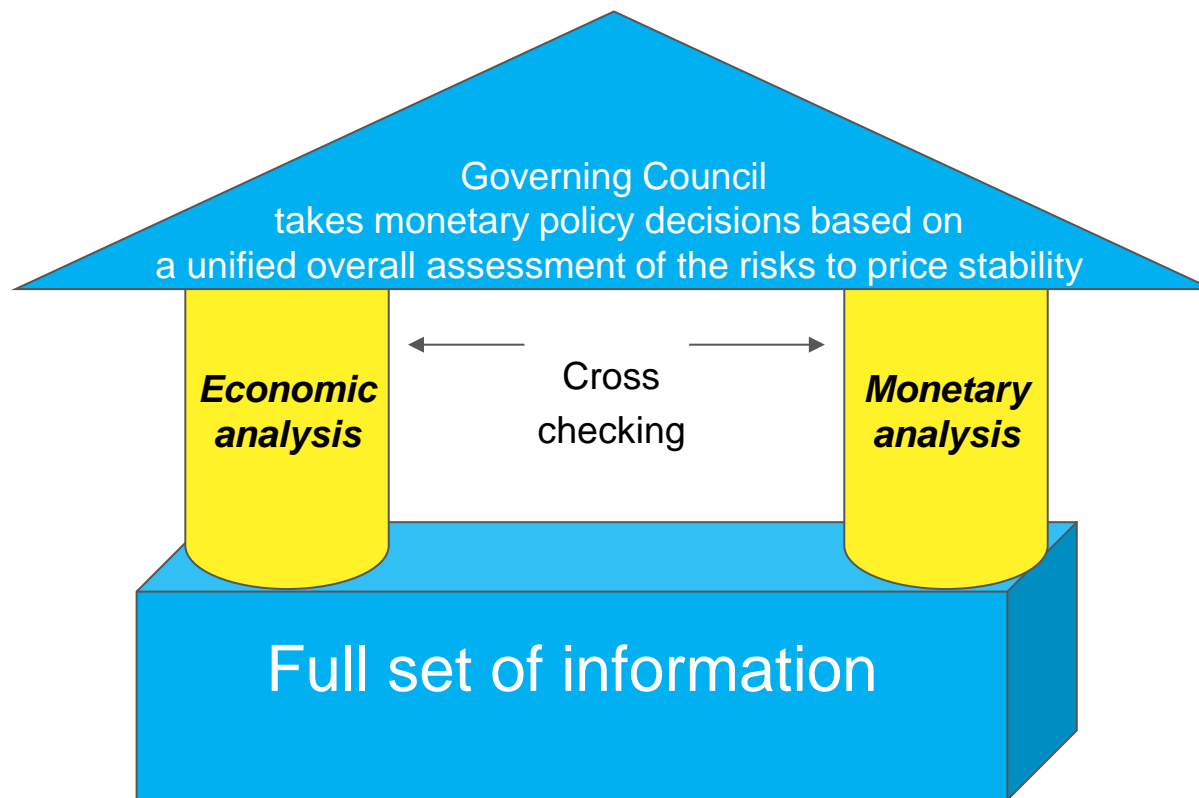 Governing Council
takes monetary policy decisions based on
a unified overall assessment of the risks to price stability
Economic
analysis
Cross
checking
Monetary
analysis
Full set of information